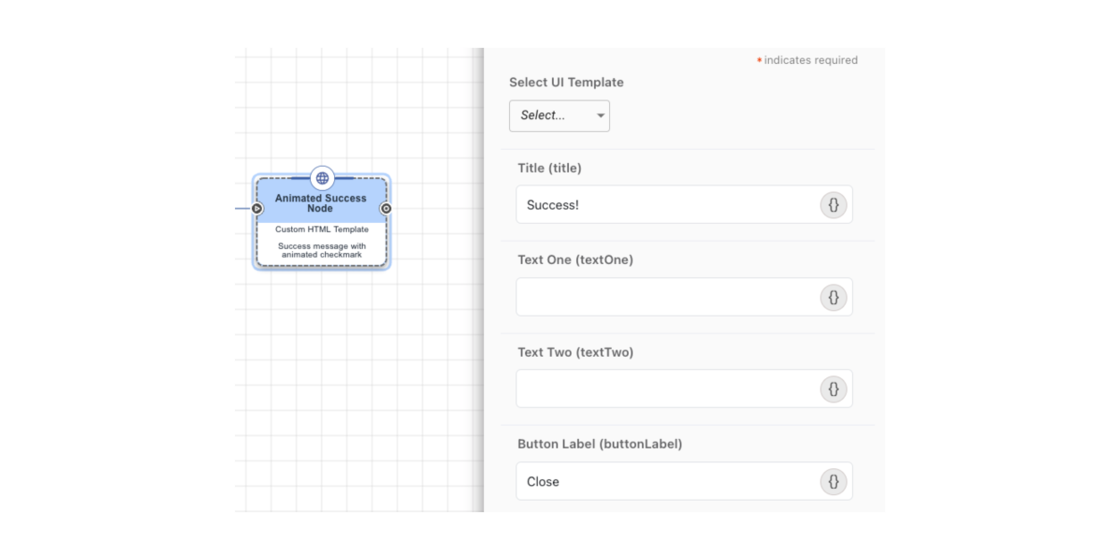 * indicates required
Select UI Template
Select...
Animated Success
Node
Custom HTML Template
Success message with
animated checkmark
Title (title)
Success!
{}
Text One (textOne)
{}
Text Two (textTwo)
{}
Button Label (buttonLabel)
Close
{}